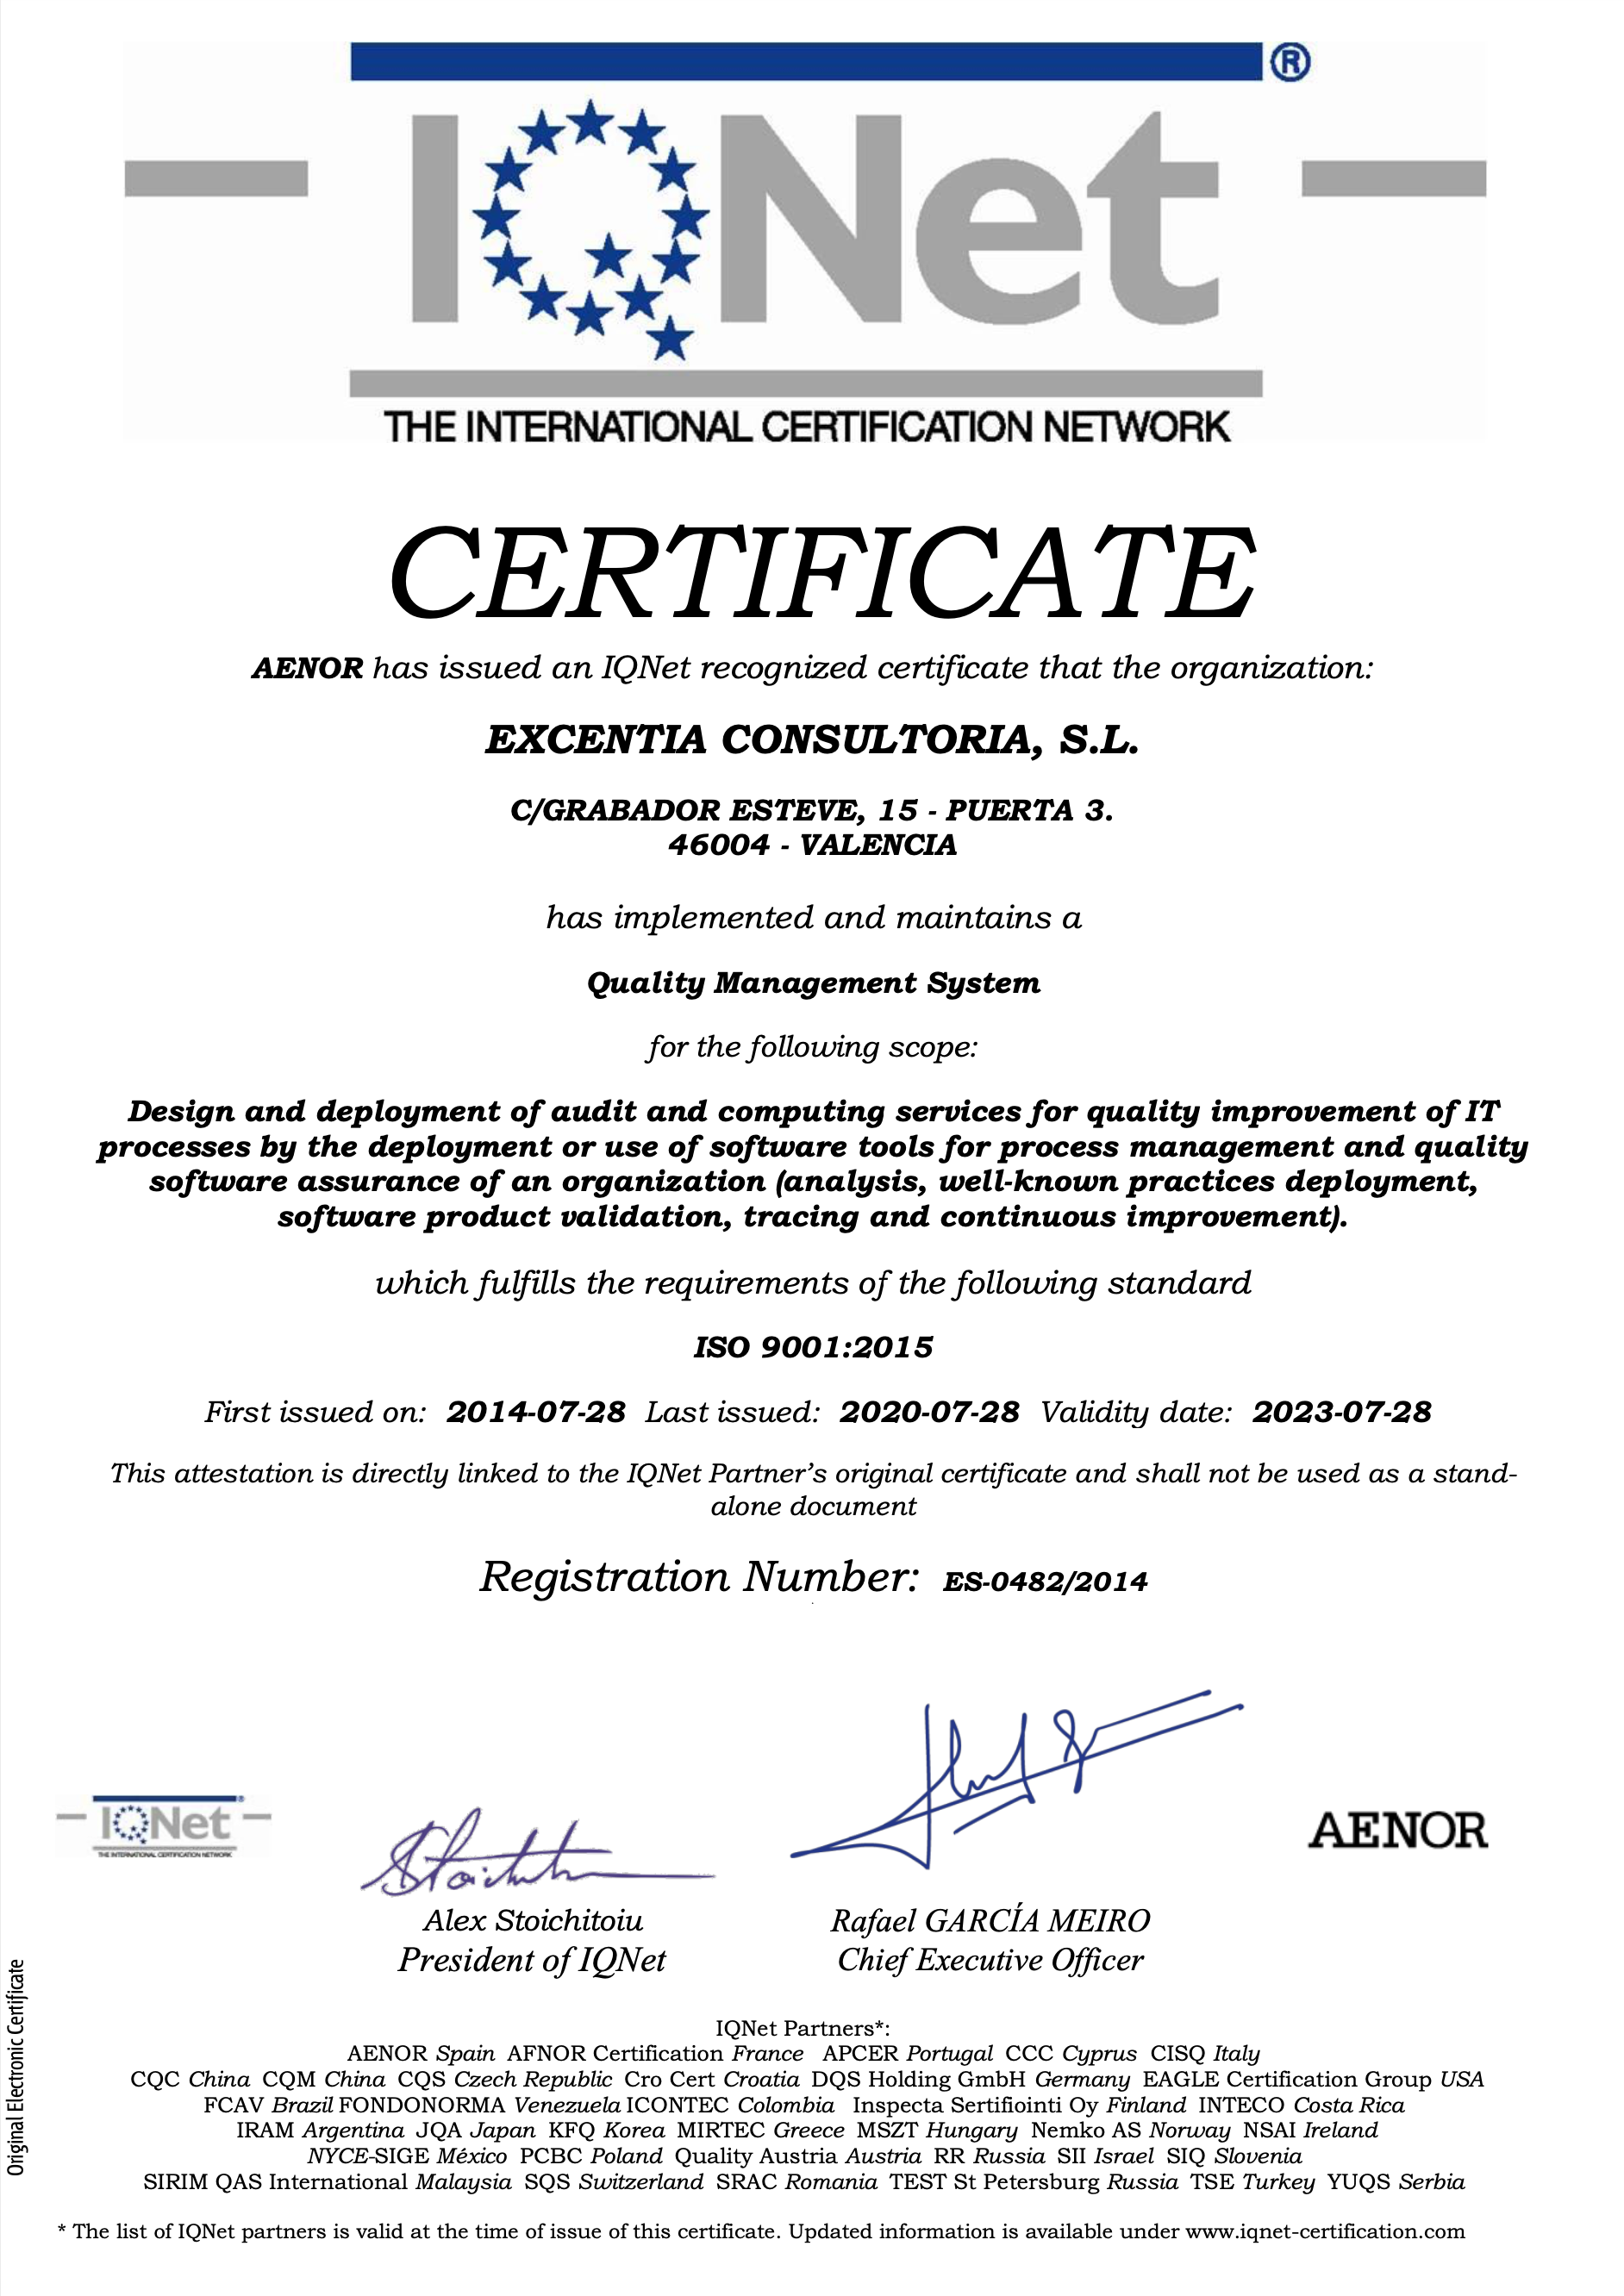 IQNet®
THE INTERNATIONAL CERTIFICATION NETWORK
CERTIFICATE
AENOR has issued an IQNet recognized certificate that the organization:
EXCENTIA CONSULTORIA, S.L.
C/GRABADOR ESTEVE, 15 - PUERTA 3.
46004 - VALENCIA
has implemented and maintains a
Quality Management System
for the following scope:
Design and deployment of audit and computing services for quality improvement of IT
processes by the deployment or use of software tools for process management and quality
software assurance of an organization (analysis, well-known practices deployment,
software product validation, tracing and continuous improvement).
which fulfills the requirements of the following standard
ISO 9001:2015
First issued on: 2014-07-28 Last issued: 2020-07-28 Validity date: 2023-07-28
This attestation is directly linked to the IQNet Partner's original certificate and shall not be used as a stand-
alone document
Registration Number: ES-0482/2014
IQNet®
THE INTERNATIONAL CERTIFICATION NETWORK
AENOR
Alex Stoichitoiu
President of IQNet
Rafael GARCÍA MEIRO
Chief Executive Officer
Original Electronic Certificate
IQNet Partners*:
AENOR Spain AFNOR Certification France APCER Portugal CCC Cyprus CISQ Italy
CQC China CQM China CQS Czech Republic Cro Cert Croatia DQS Holding GmbH Germany EAGLE Certification Group USA
FCAV Brazil FONDONORMA Venezuela ICONTEC Colombia Inspecta Sertifiointi Oy Finland INTECO Costa Rica
IRAM Argentina JQA Japan KFQ Korea MIRTEC Greece MSZT Hungary Nemko AS Norway NSAI Ireland
NYCE-SIGE México PCBC Poland Quality Austria Austria RR Russia SII Israel SIQ Slovenia
SIRIM QAS International Malaysia SQS Switzerland SRAC Romania TEST St Petersburg Russia TSE Turkey YUQS Serbia
* The list of IQNet partners is valid at the time of issue of this certificate. Updated information is available under www.iqnet-certification.com